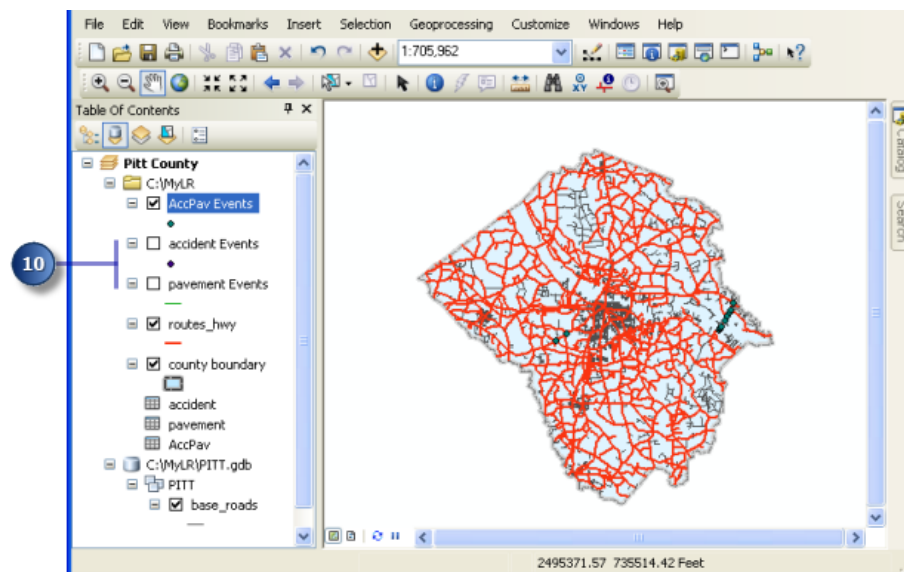 File Edit View Bookmarks Insert Selection Geoprocessing Customize Windows Help
1:705,962
XY
Table Of Contents
Pitt County
C:\MyLR
AccPav Events
accident Events
10
pavement Events
routes_hwy
county boundary
accident
pavement
AccPav
C:\MyLR\PITT.gdb
PITT
base_roads
Catalog
Search
2495371.57 735514.42 Feet